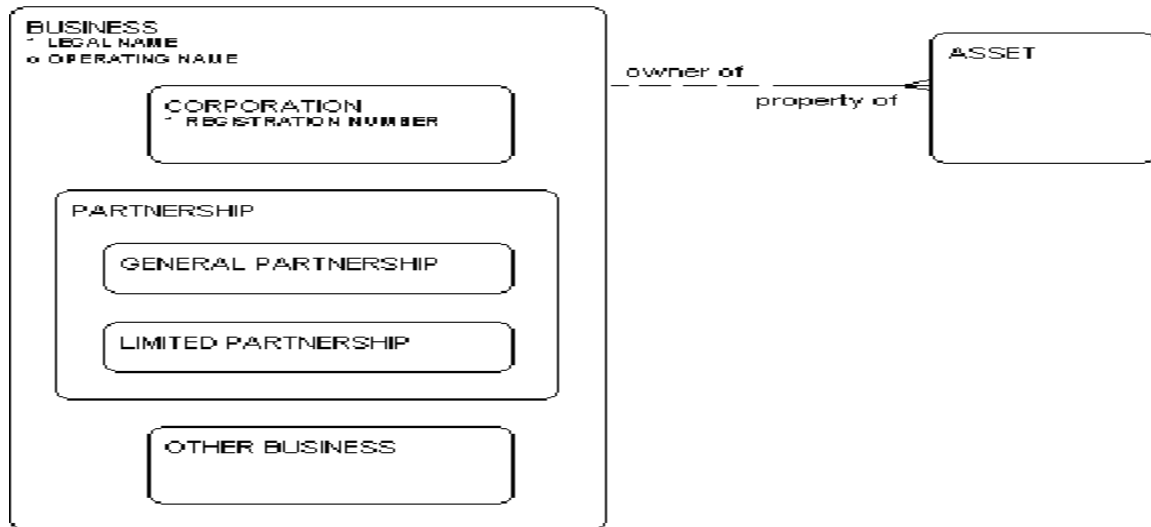 BUSINESS
* LEGAL NAME
o OPERATING NAME
CORPORATION
* REGISTRATION NUMBER
PARTNERSHIP
GENERAL PARTNERSHIP
LIMITED PARTNERSHIP
OTHER BUSINESS
owner of
property of
ASSET